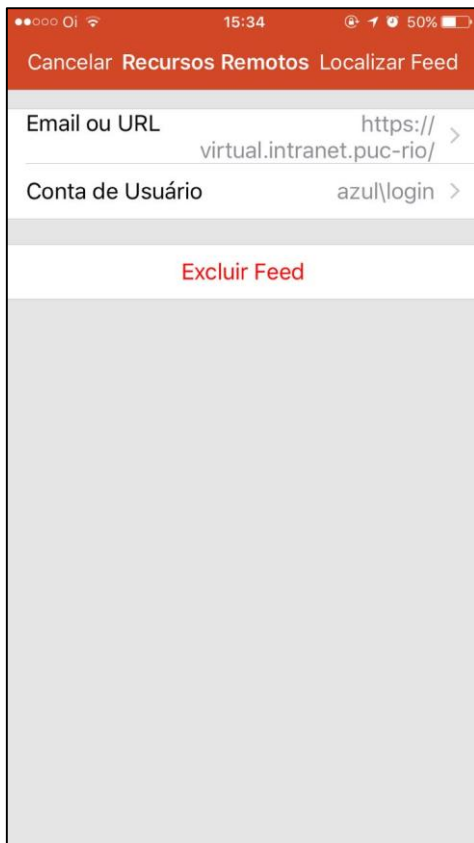 Oi 15:34 50%
Cancelar Recursos Remotos Localizar Feed
Email ou URL https://
virtual.intranet.puc-rio/
Conta de Usuário azul\login
Excluir Feed